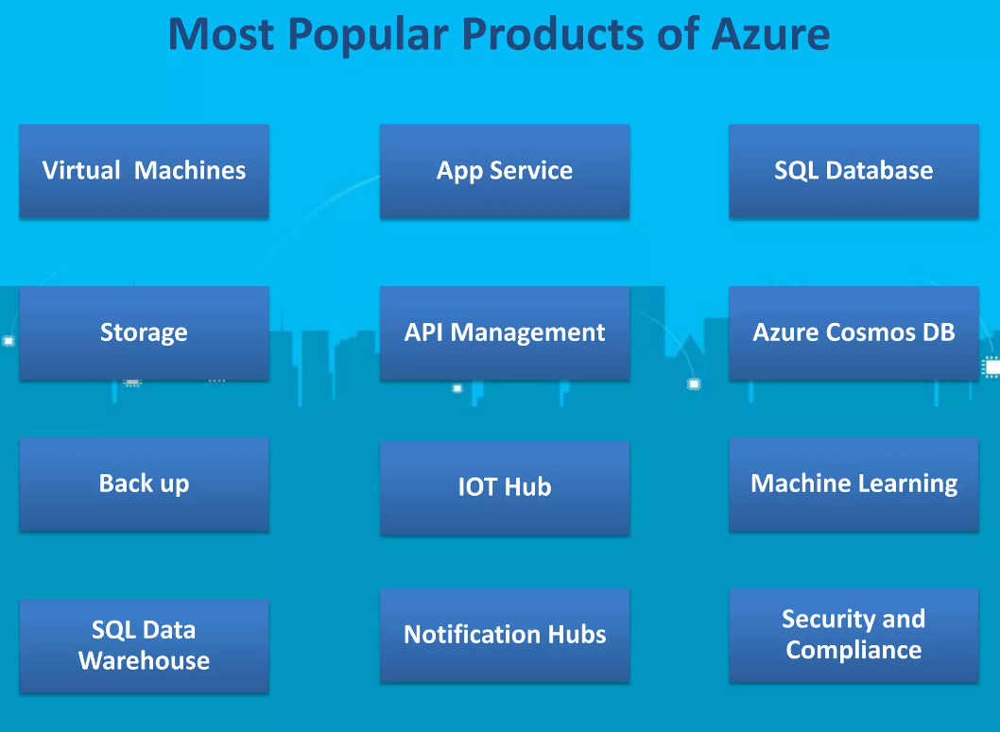 Most Popular Products of Azure
Virtual Machines
App Service
SQL Database
Storage
API Management
Azure Cosmos DB
Back up
IOT Hub
Machine Learning
SQL Data
Warehouse
Notification Hubs
Security and
Compliance